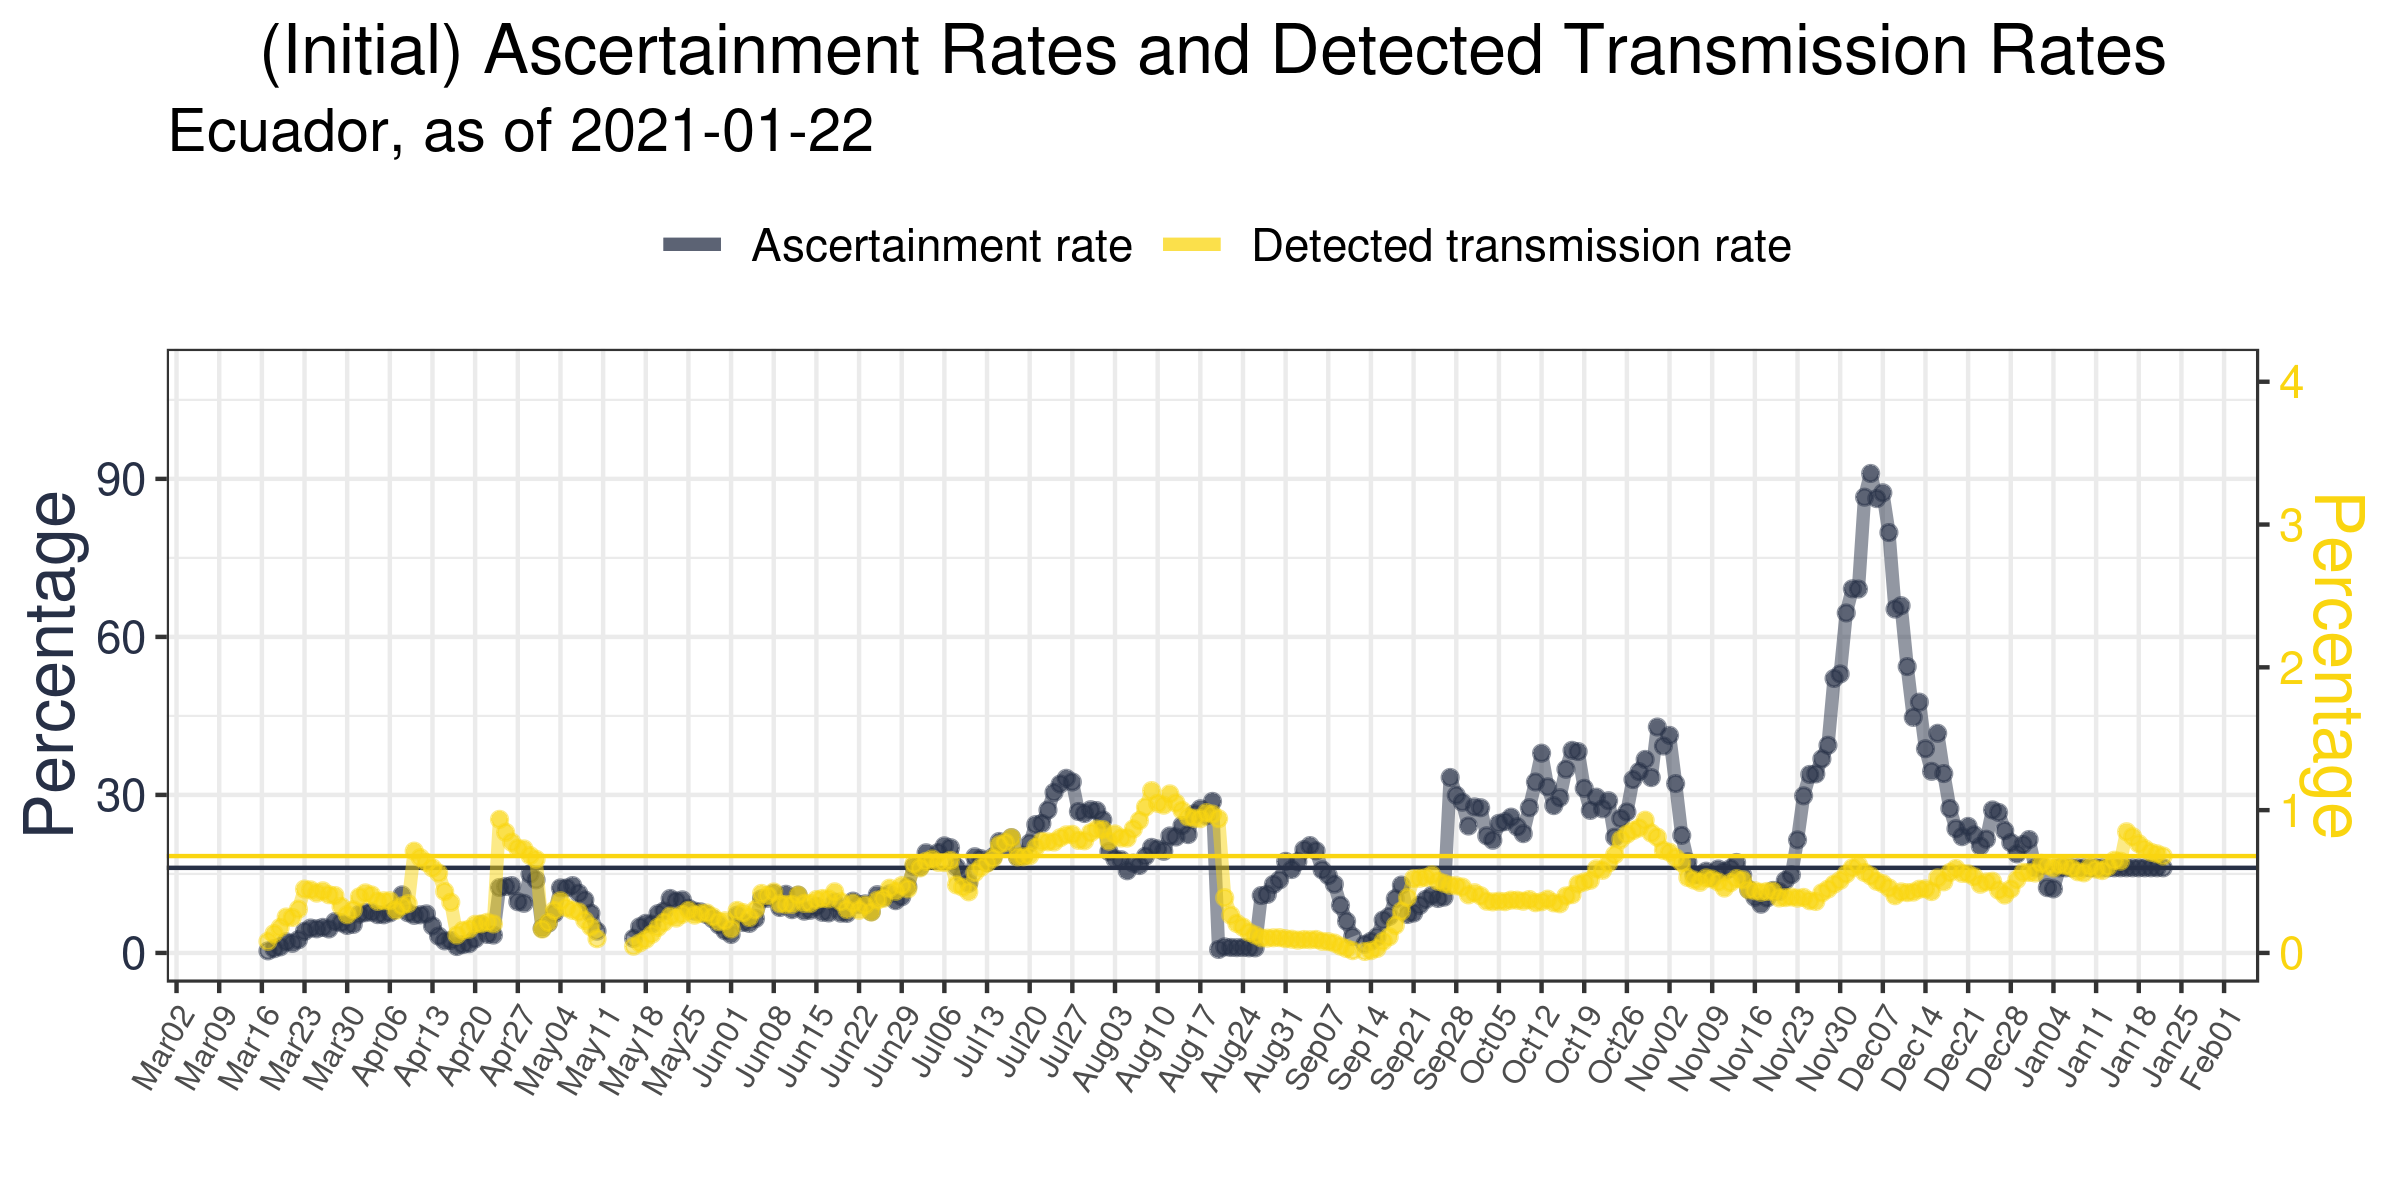 (Initial) Ascertainment Rates and Detected Transmission Rates
Ecuador, as of 2021-01-22
Ascertainment rate Detected transmission rate
Percentage
90
60
30
0
4
3
2
1
0
Percentage
Mar02 Mar09 Mar16 Mar23 Mar30 Apr06 Apr13 Apr20 Apr27 May04 May11 May18 May25 Jun01 Jun08 Jun15 Jun22 Jun29 Jul06 Jul13 Jul20 Jul27 Aug03 Aug10 Aug17 Aug24 Aug31 Sep07 Sep14 Sep21 Sep28 Oct05 Oct12 Oct19 Oct26 Nov02 Nov09 Nov16 Nov23 Nov30 Dec07 Dec14 Dec21 Dec28 Jan04 Jan11 Jan18 Jan25 Feb01